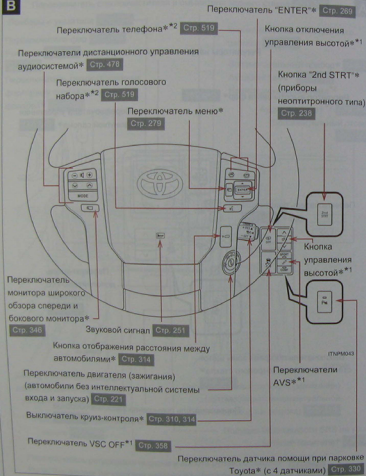 B
Переключатель "ENTER"* Стр. 269
Переключатель телефона*² Стр. 519
Кнопка отключения
управления высотой*¹
Переключатели дистанционного управления
аудиосистемой* Стр. 478
Переключатель голосового
набора*² Стр. 519
Кнопка "2nd STRT"*
(приборы
неоптитронного типа)
Стр. 238
Переключатель меню*
Стр. 279
MODE
Кнопка
управления
высотой*¹
Переключатель
монитора широкого
обзора спереди и
бокового монитора*
Стр. 346
Звуковой сигнал Стр. 251
Кнопка отображения расстояния между
автомобилями* Стр. 314
ITNPM043
Переключатель двигателя (зажигания)
(автомобили без интеллектуальной системы
входа и запуска) Стр. 221
Переключатели
AVS*¹
Выключатель круиз-контроля* Стр. 310, 314
Переключатель VSC OFF*¹ Стр. 358
Переключатель датчика помощи при парковке
Toyota* (с 4 датчиками) Стр. 330